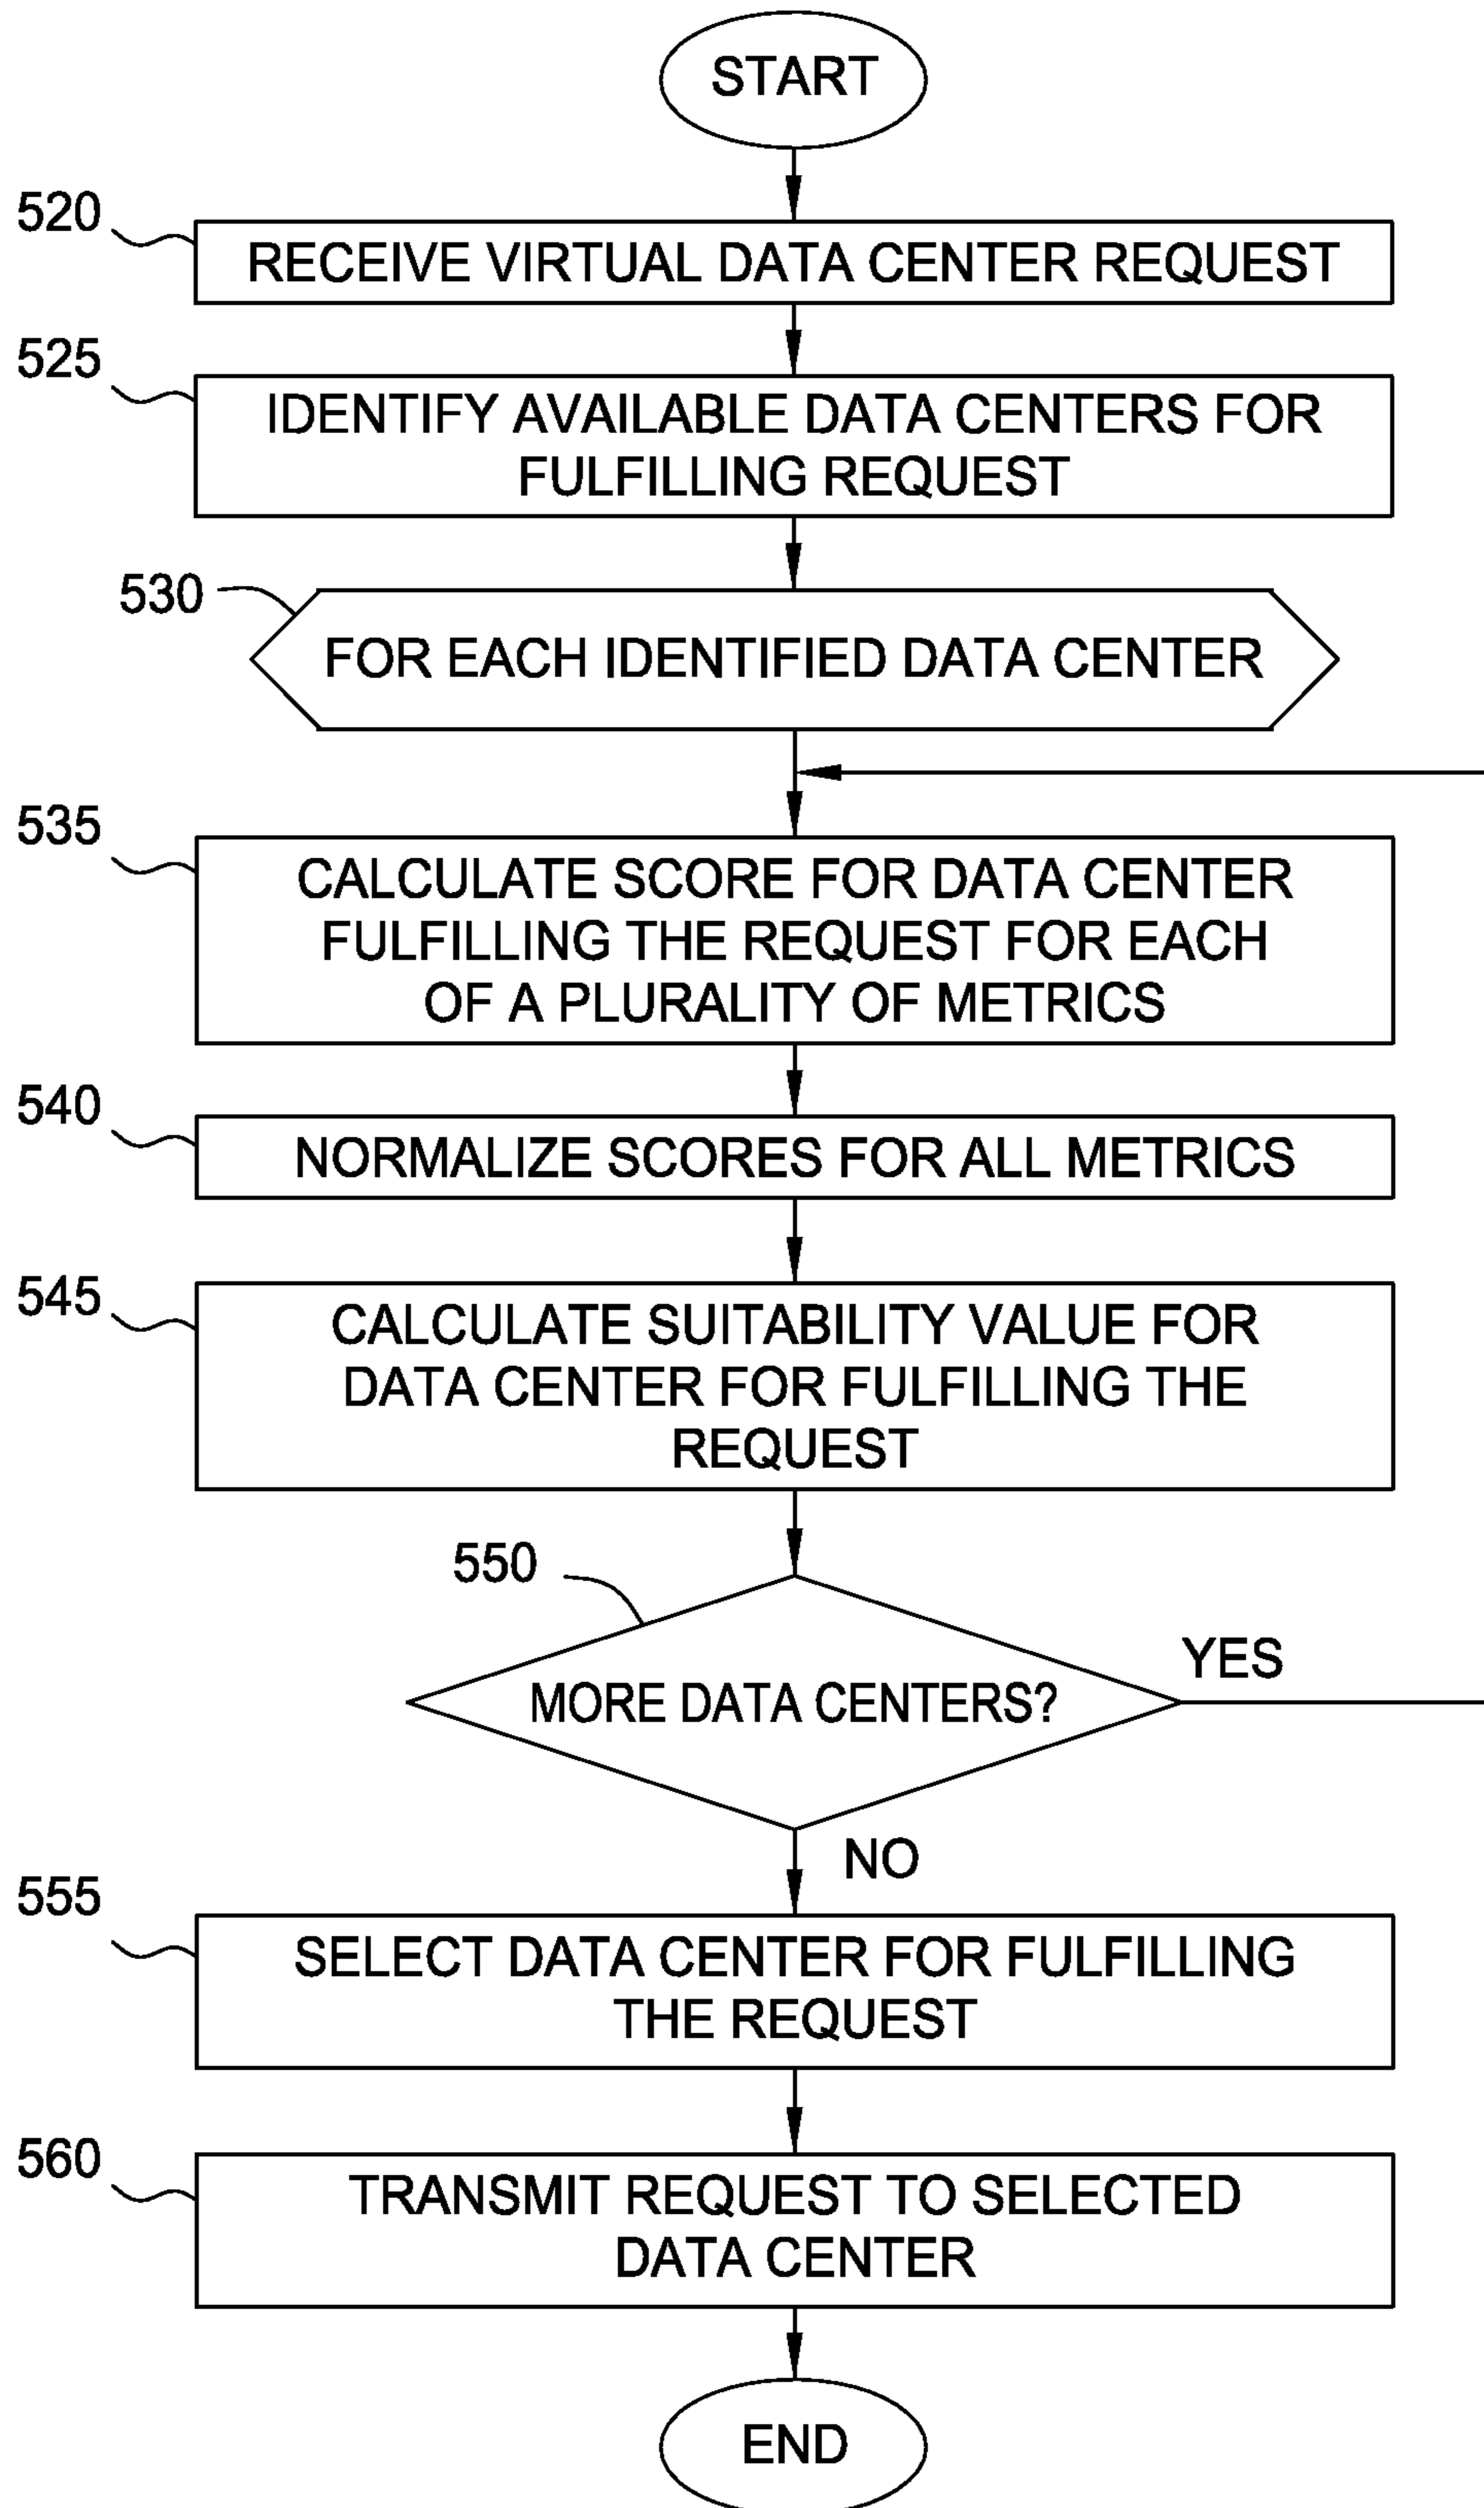 START
520
RECEIVE VIRTUAL DATA CENTER REQUEST
525
IDENTIFY AVAILABLE DATA CENTERS FOR
FULFILLING REQUEST
530
FOR EACH IDENTIFIED DATA CENTER
535
CALCULATE SCORE FOR DATA CENTER
FULFILLING THE REQUEST FOR EACH
OF A PLURALITY OF METRICS
540
NORMALIZE SCORES FOR ALL METRICS
545
CALCULATE SUITABILITY VALUE FOR
DATA CENTER FOR FULFILLING THE
REQUEST
550
MORE DATA CENTERS?
YES
NO
555
SELECT DATA CENTER FOR FULFILLING
THE REQUEST
560
TRANSMIT REQUEST TO SELECTED
DATA CENTER
END